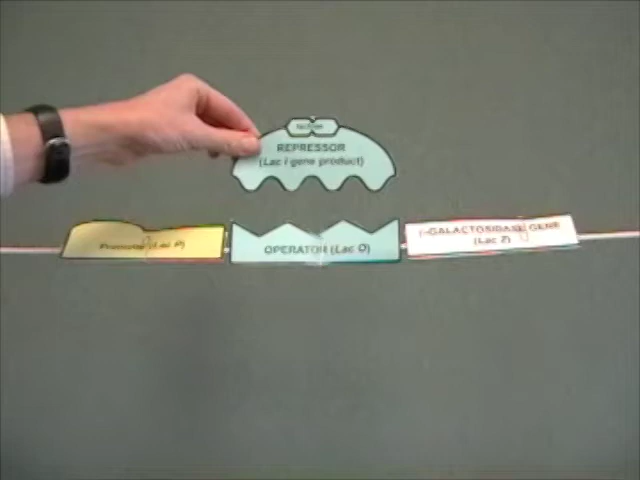 REPRESSOR
(Lac I gene product)
Promoter (Lac P)
OPERATOR (Lac O)
GALACTOSIDASE GENE
(Lac Z)